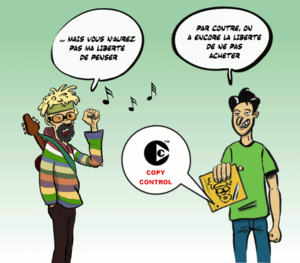 ... MAIS VOUS N'AUREZ
PAS MA LIBERTE
DE PENSER
PAR CONTRE, ON
A ENCORE LA LIBERTE
DE NE PAS
ACHETER
COPY
CONTROL